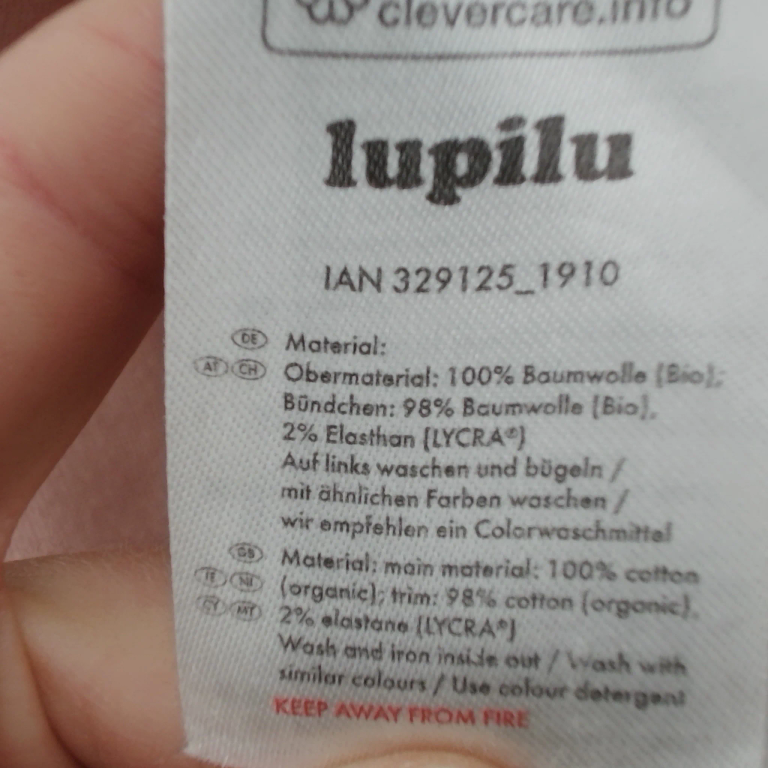 clevercare.info
lupilu
IAN 329125_1910
DE Material:
AT CH Obermaterial: 100% Baumwolle (Bio);
Bündchen: 98% Baumwolle (Bio),
2% Elasthan (LYCRA®)
Auf links waschen und bügeln /
mit ähnlichen Farben waschen /
wir empfehlen ein Colorwaschmittel
GB Material: main material: 100% cotton
IE NI (organic); trim: 98% cotton (organic),
CY MT 2% elastane (LYCRA®)
Wash and iron inside out / Wash with
similar colours / Use colour detergent
KEEP AWAY FROM FIRE